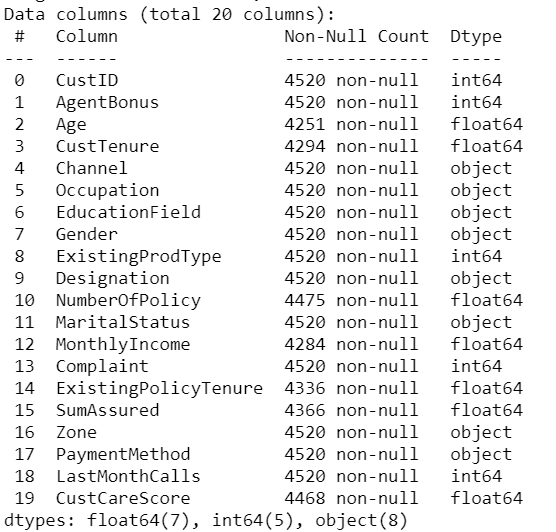 Data columns (total 20 columns):
 #   Column                Non-Null Count  Dtype
---  ------                --------------  -----
 0   CustID                4520 non-null   int64
 1   AgentBonus            4520 non-null   int64
 2   Age                   4251 non-null   float64
 3   CustTenure            4294 non-null   float64
 4   Channel               4520 non-null   object
 5   Occupation            4520 non-null   object
 6   EducationField        4520 non-null   object
 7   Gender                4520 non-null   object
 8   ExistingProdType      4520 non-null   int64
 9   Designation           4520 non-null   object
 10  NumberOfPolicy        4475 non-null   float64
 11  MaritalStatus         4520 non-null   object
 12  MonthlyIncome         4284 non-null   float64
 13  Complaint             4520 non-null   int64
 14  ExistingPolicyTenure  4336 non-null   float64
 15  SumAssured            4366 non-null   float64
 16  Zone                  4520 non-null   object
 17  PaymentMethod         4520 non-null   object
 18  LastMonthCalls        4520 non-null   int64
 19  CustCareScore         4468 non-null   float64
dtypes: float64(7), int64(5), object(8)